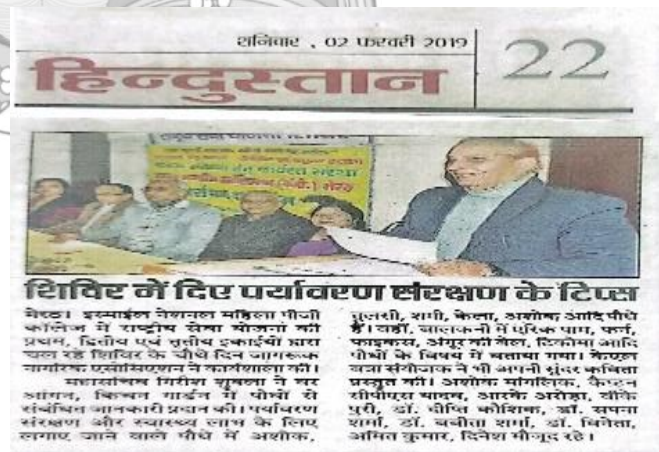 शनिवार , 02 फरवरी 2019
22
हिन्दुस्तान
शिविर में दिए पर्यावरण संरक्षण के टिप्स
मेरठ। इस्माईल नेशनल महिला पीजी
कॉलेज में राष्ट्रीय सेवा योजना की
प्रथम, द्वितीय एवं तृतीय इकाईयों द्वारा
चल रहे शिविर के चौथे दिन जागरूक
नागरिक एसोसिएशन ने कार्यशाला की।
महासचिव गिरीश शुक्ला ने घर
आंगन, किचन गार्डन में पौधों से
संबंधित जानकारी प्रदान की। पर्यावरण
संरक्षण और स्वास्थ्य लाभ के लिए
लगाए जाने वाले पौधे में अशोक,
तुलसी, शमी, केला, अशोक आदि पौधे
हैं। वहीं, बालकनी में एरिक पाम, फर्न,
फाइकस, अंगूर की बेल, टिकोमा आदि
पौधों के विषय में बताया गया। केएल
बत्रा संयोजक ने भी अपनी सुंदर कविता
प्रस्तुत की। अशोक मांगलिक, कैप्टन
सीपीएस यादव, आरके अरोड़ा, वीके
पुरी, डॉ. दीप्ति कौशिक, डॉ. सपना
शर्मा, डॉ. बबीता शर्मा, डॉ. विनेता,
अमित कुमार, दिनेश मौजूद रहे।